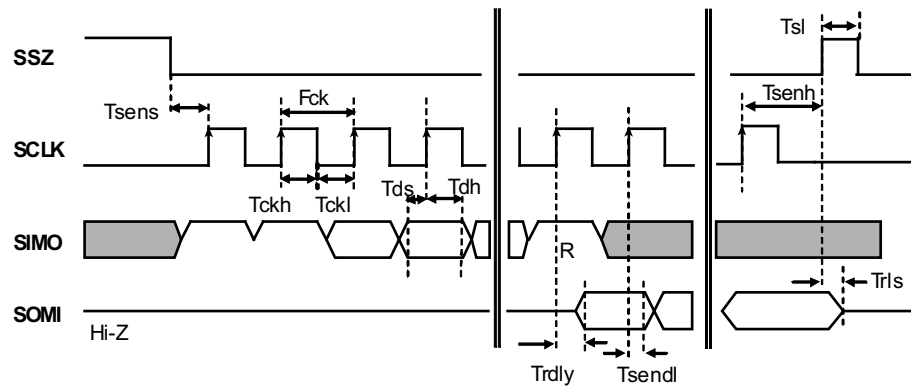 Tsl
SSZ
Fck
Tsenh
Tsens
SCLK
Tds
Tdh
Tckh
Tckl
SIMO
R
Trls
SOMI
Hi-Z
Trdly
Tsendl